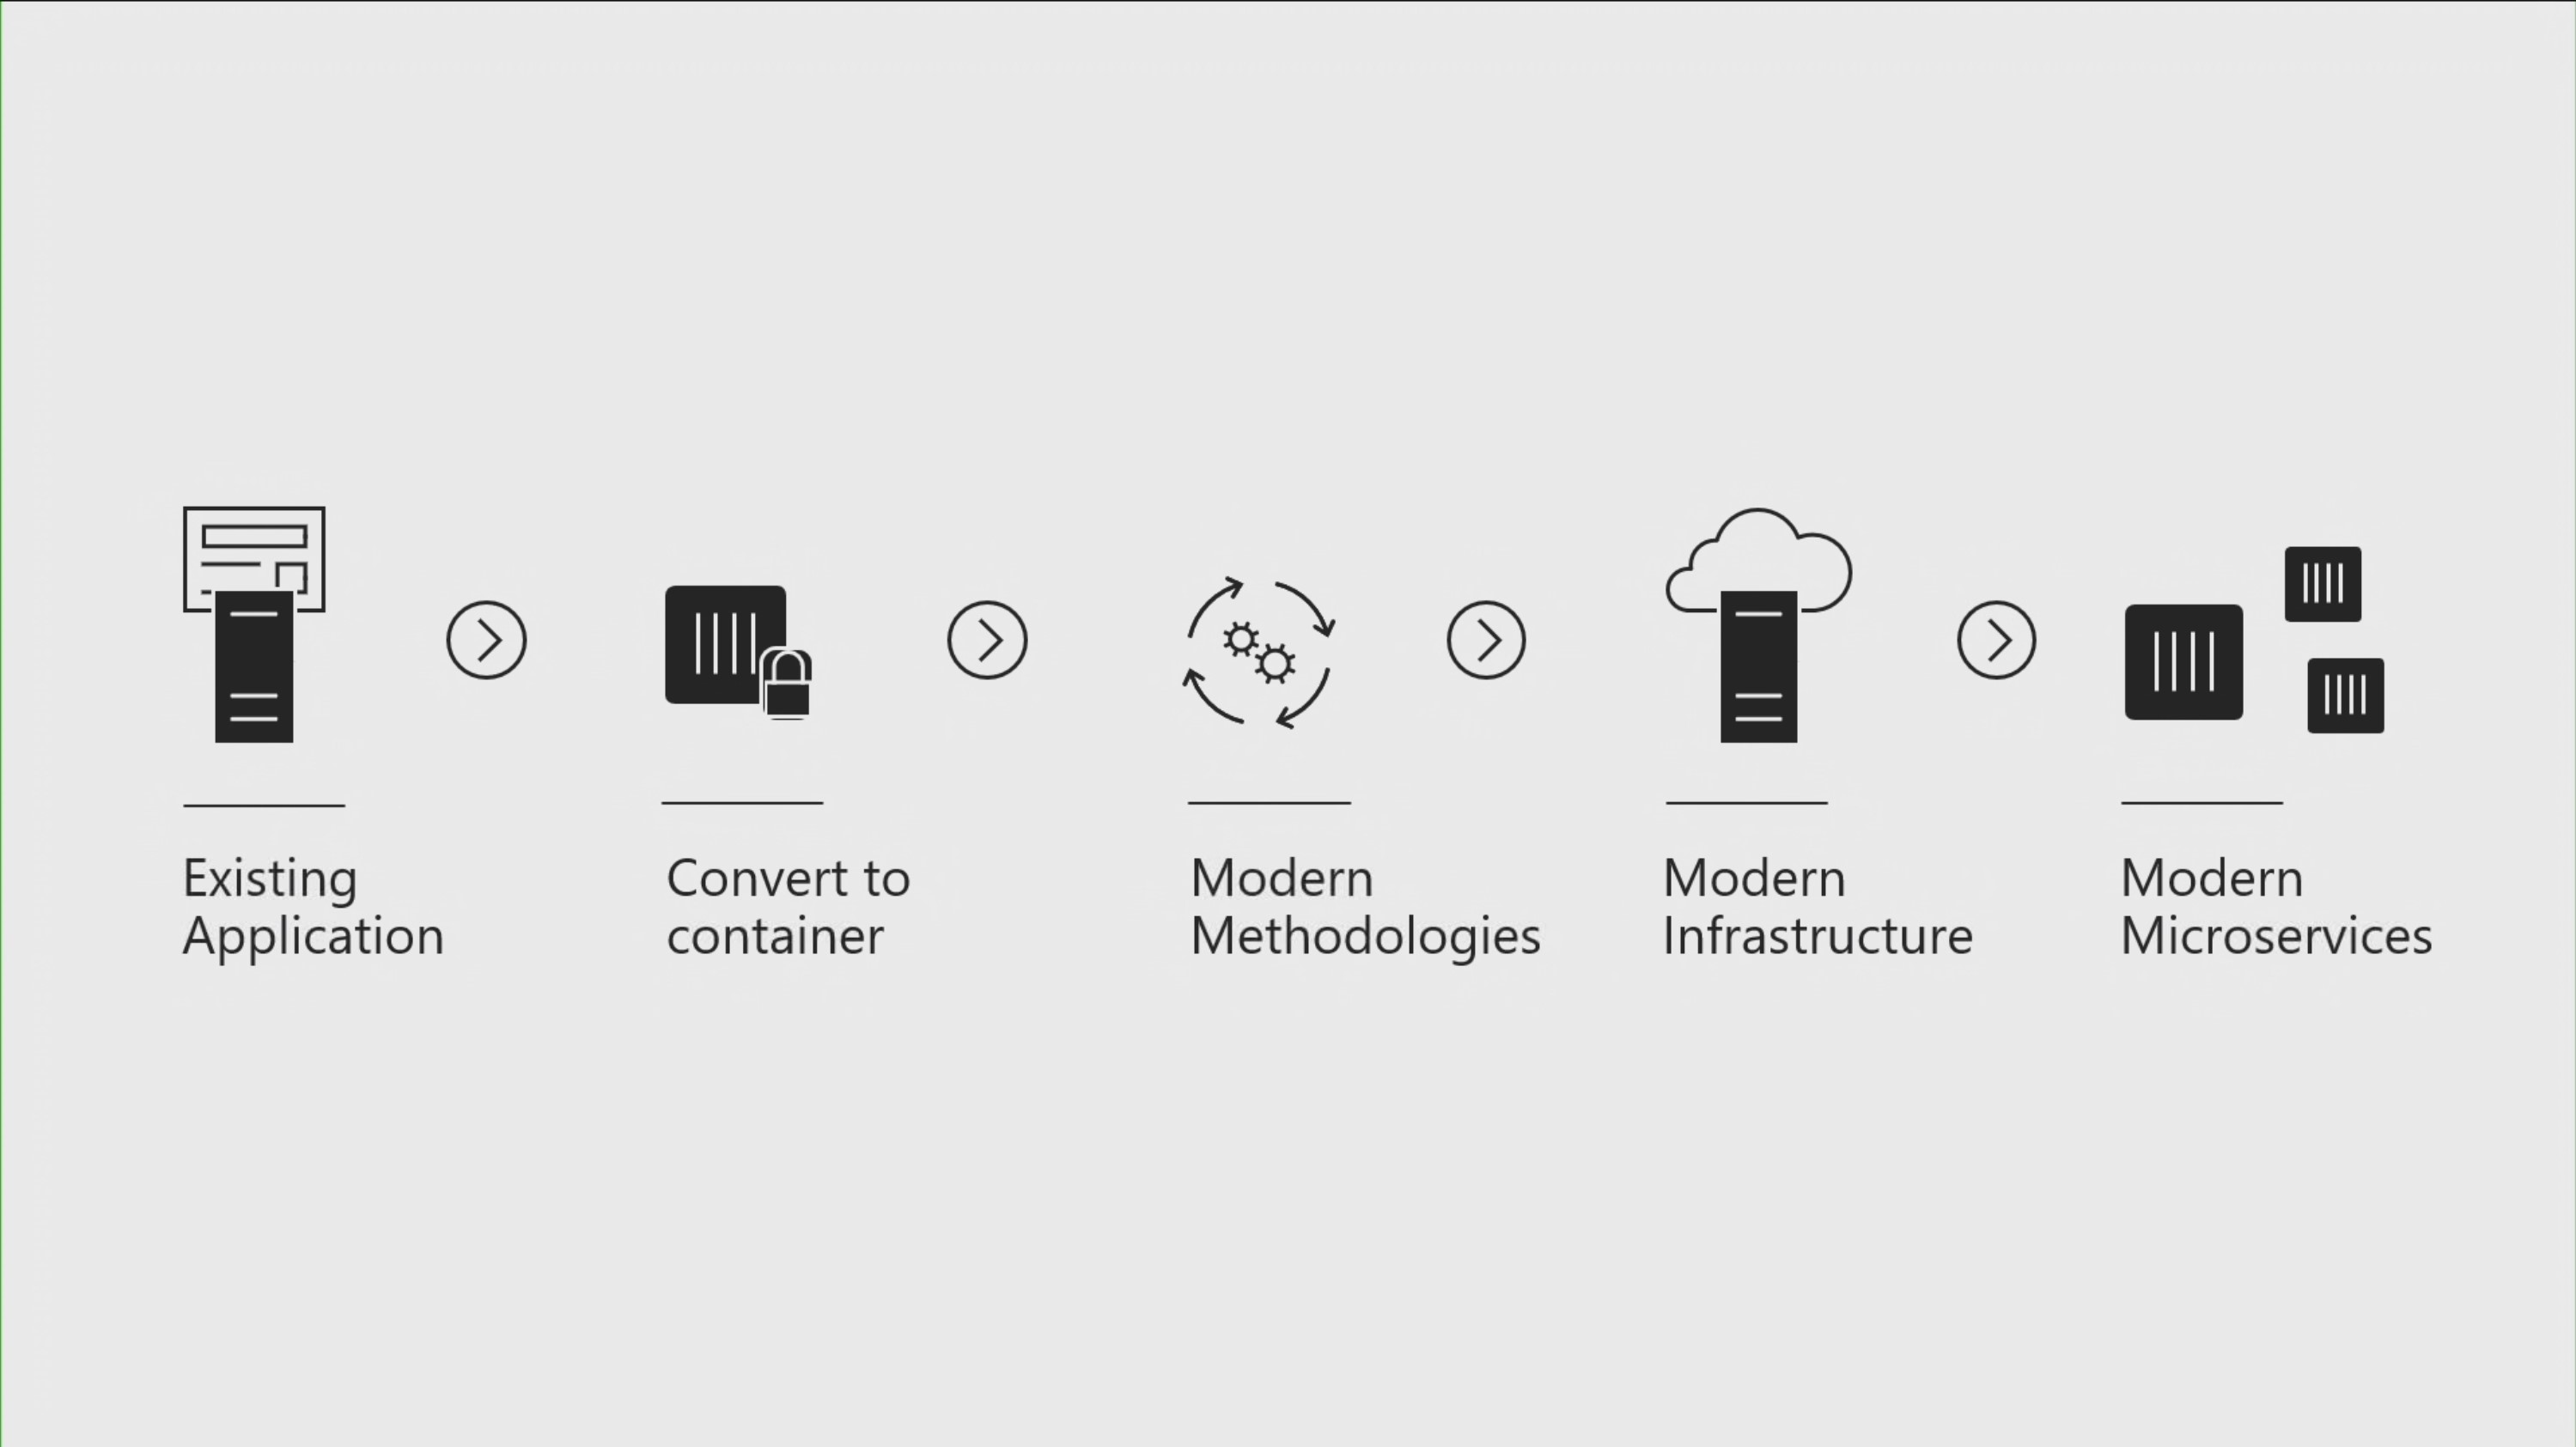 Existing
Application
Convert to
container
Modern
Methodologies
Modern
Infrastructure
Modern
Microservices